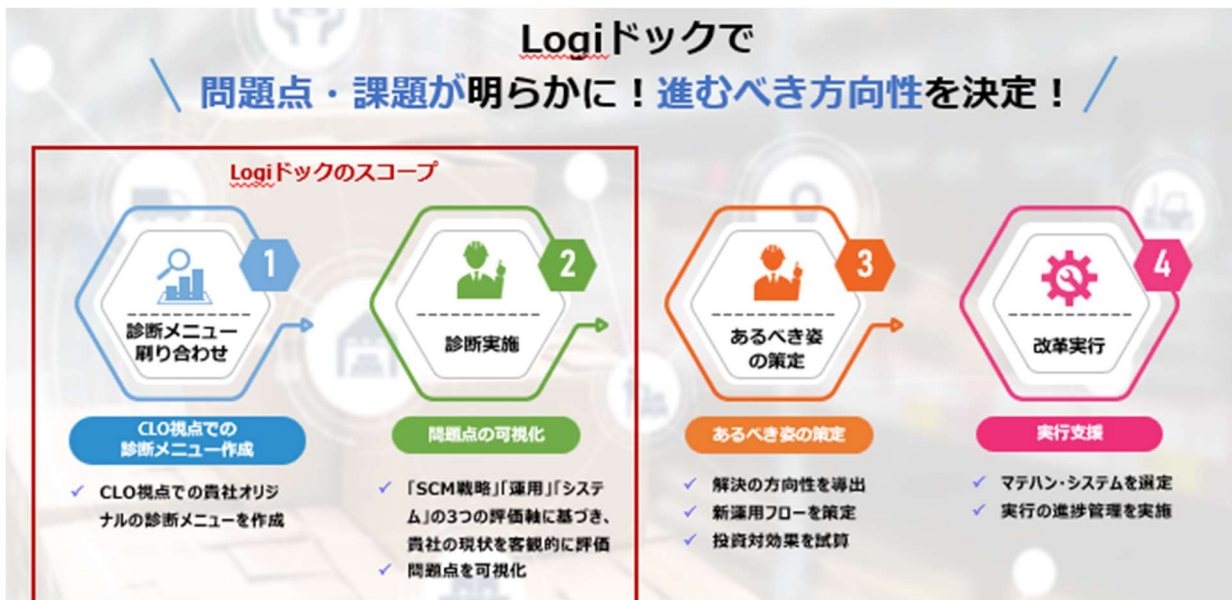 Logiドックで
問題点・課題が明らかに！進むべき方向性を決定！
Logiドックのスコープ
1
診断メニュー
刷り合わせ
CLO視点での
診断メニュー作成
✓ CLO視点での貴社オリジ
ナルの診断メニューを作成
2
診断実施
問題点の可視化
✓ 「SCM戦略」「運用」「システ
ム」の3つの評価軸に基づき、
貴社の現状を客観的に評価
✓ 問題点を可視化
3
あるべき姿
の策定
あるべき姿の策定
✓ 解決の方向性を導出
✓ 新運用フローを策定
✓ 投資対効果を試算
4
改革実行
実行支援
✓ マテハン・システムを選定
✓ 実行の進捗管理を実施